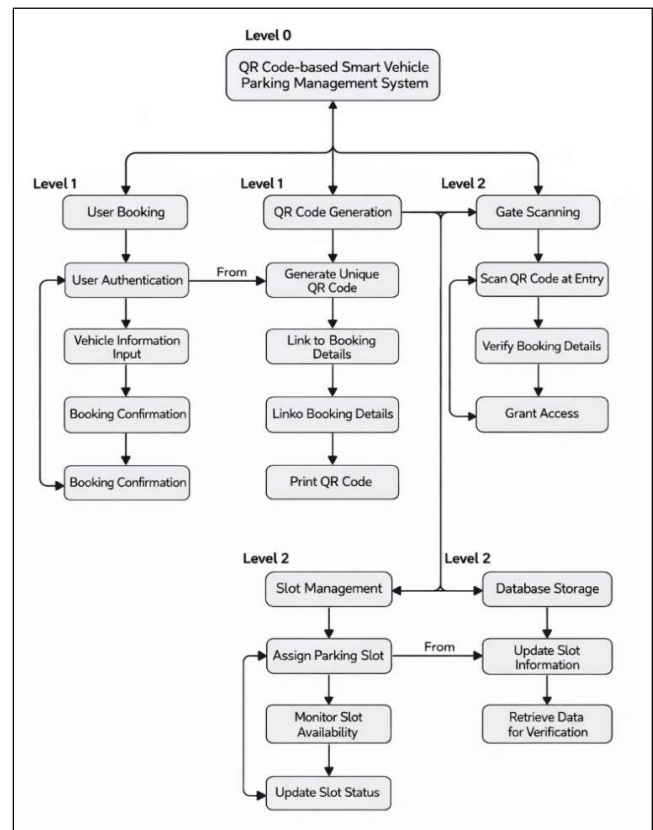 Level 0
QR Code-based Smart Vehicle
Parking Management System
Level 1
Level 1
Level 2
User Booking
QR Code Generation
Gate Scanning
User Authentication
From
Generate Unique
QR Code
Scan QR Code at Entry
Vehicle Information
Input
Link to Booking
Details
Verify Booking Details
Booking Confirmation
Linko Booking Details
Grant Access
Booking Confirmation
Print QR Code
Level 2
Level 2
Slot Management
Database Storage
Assign Parking Slot
From
Update Slot
Information
Monitor Slot
Availability
Retrieve Data
for Verification
Update Slot Status